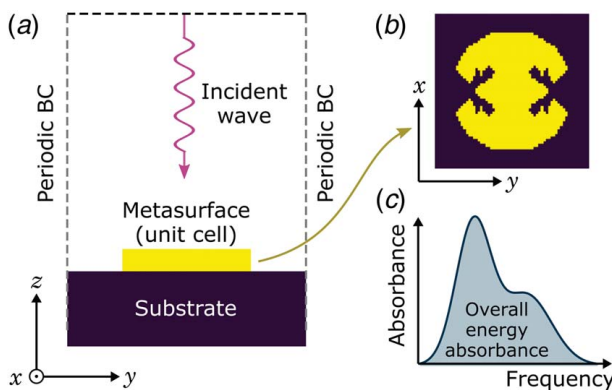 (a)
Periodic BC
Incident
wave
Periodic BC
Metasurface
(unit cell)
Substrate
z
x
y
(b)
x
y
(c)
Absorbance
Overall
energy
absorbance
Frequency